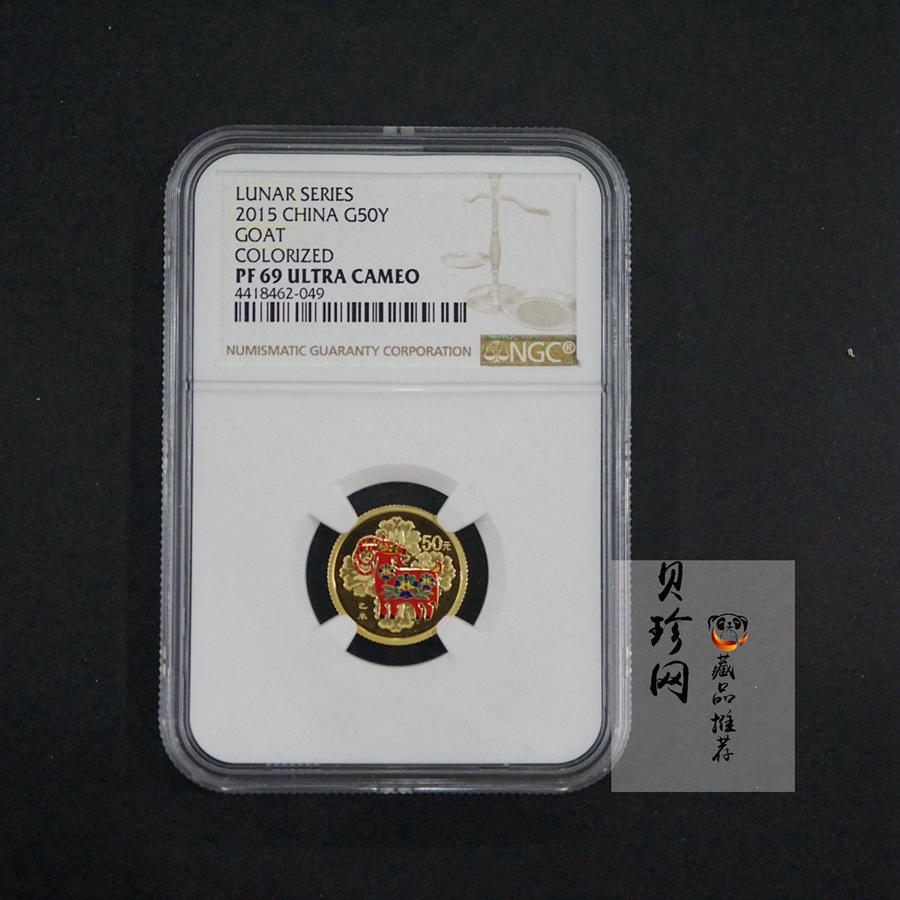 LUNAR SERIES
2015 CHINA G50Y
GOAT
COLORIZED
PF 69 ULTRA CAMEO
4418462-049
NUMISMATIC GUARANTY CORPORATION
NGC®
50元
乙未
贝珍网
藏品推荐